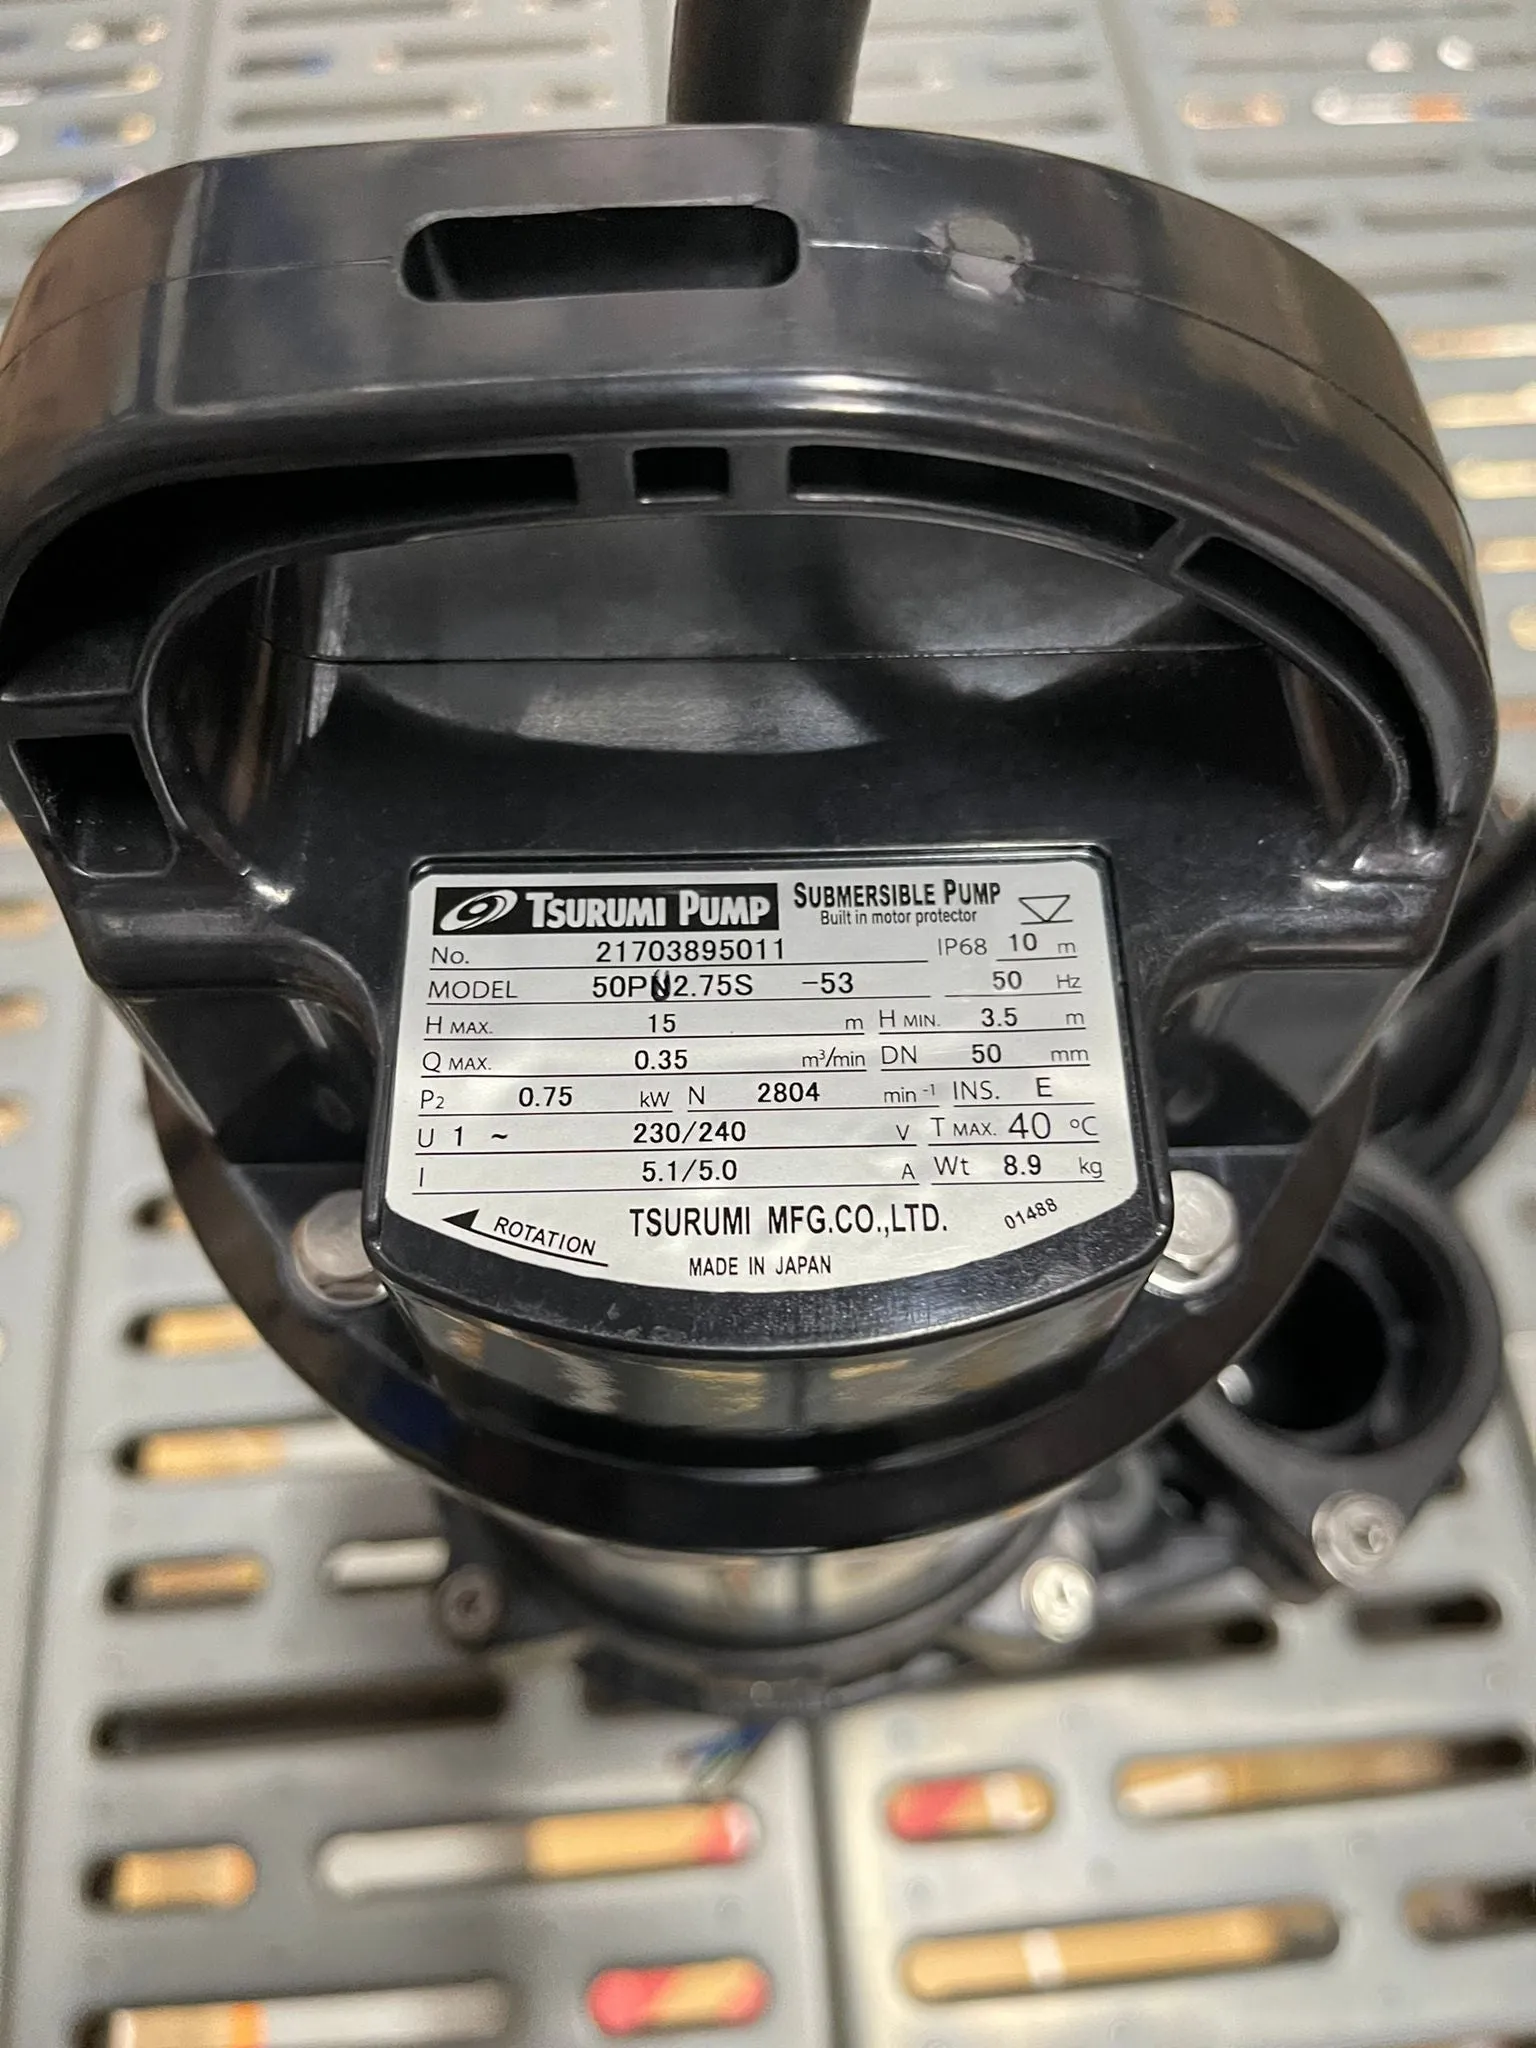 TSURUMI PUMP SUBMERSIBLE PUMP
Built in motor protector
No. 21703895011 IP68 10 m
MODEL 50PU2.75S -53 50 Hz
H MAX. 15 m H MIN. 3.5 m
Q MAX. 0.35 m³/min DN 50 mm
P2 0.75 kW N 2804 min⁻¹ INS. E
U 1 ~ 230/240 V T MAX. 40 °C
I 5.1/5.0 A Wt 8.9 kg
ROTATION TSURUMI MFG.CO.,LTD. 01488
MADE IN JAPAN